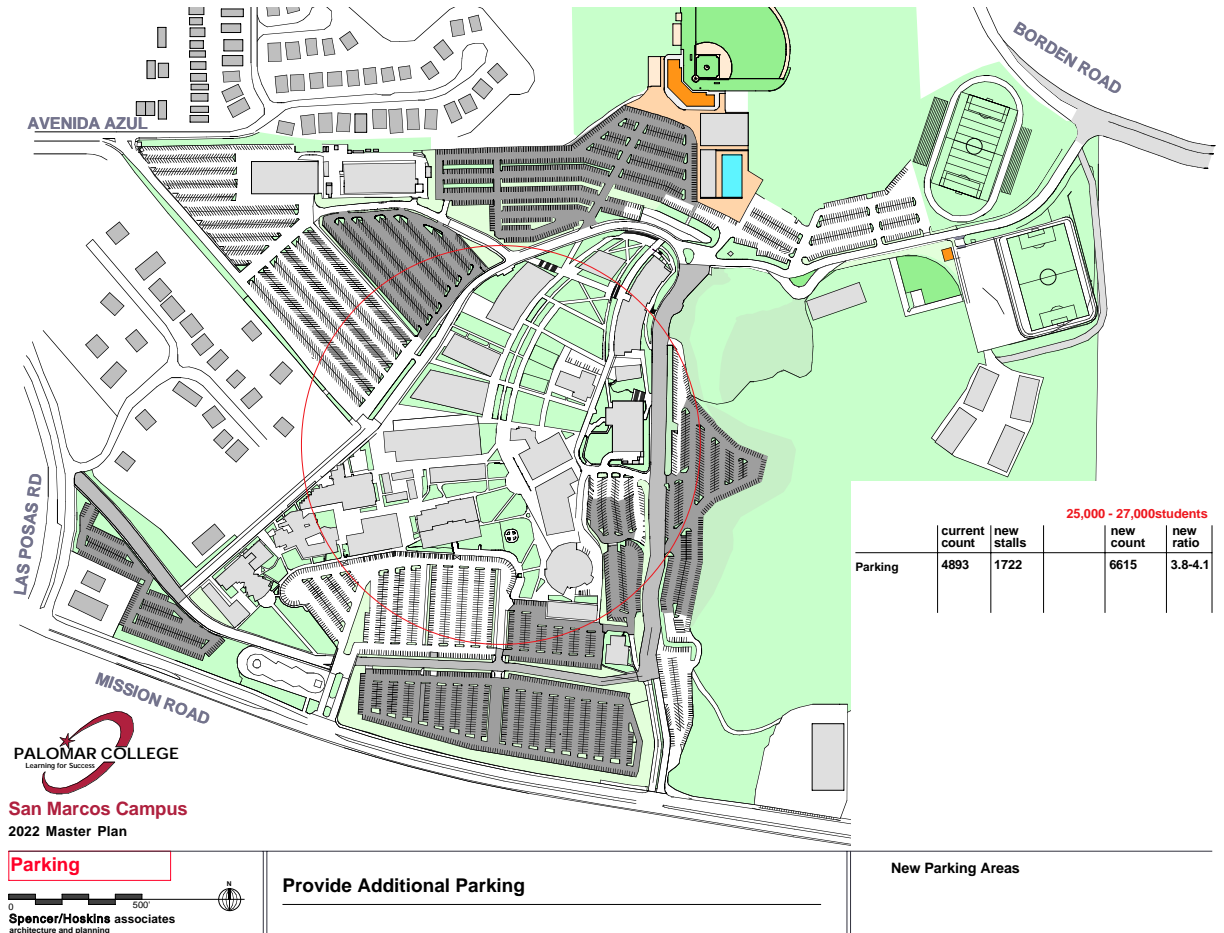 BORDEN ROAD
AVENIDA AZUL
LAS POSAS RD
MISSION ROAD
25,000 - 27,000students
current count
new stalls
new count
new ratio
Parking 4893 1722 6615 3.8-4.1
PALOMAR COLLEGE
Learning for Success
San Marcos Campus
2022 Master Plan
Parking
N
0 500'
Spencer/Hoskins associates
architecture and planning
Provide Additional Parking
New Parking Areas